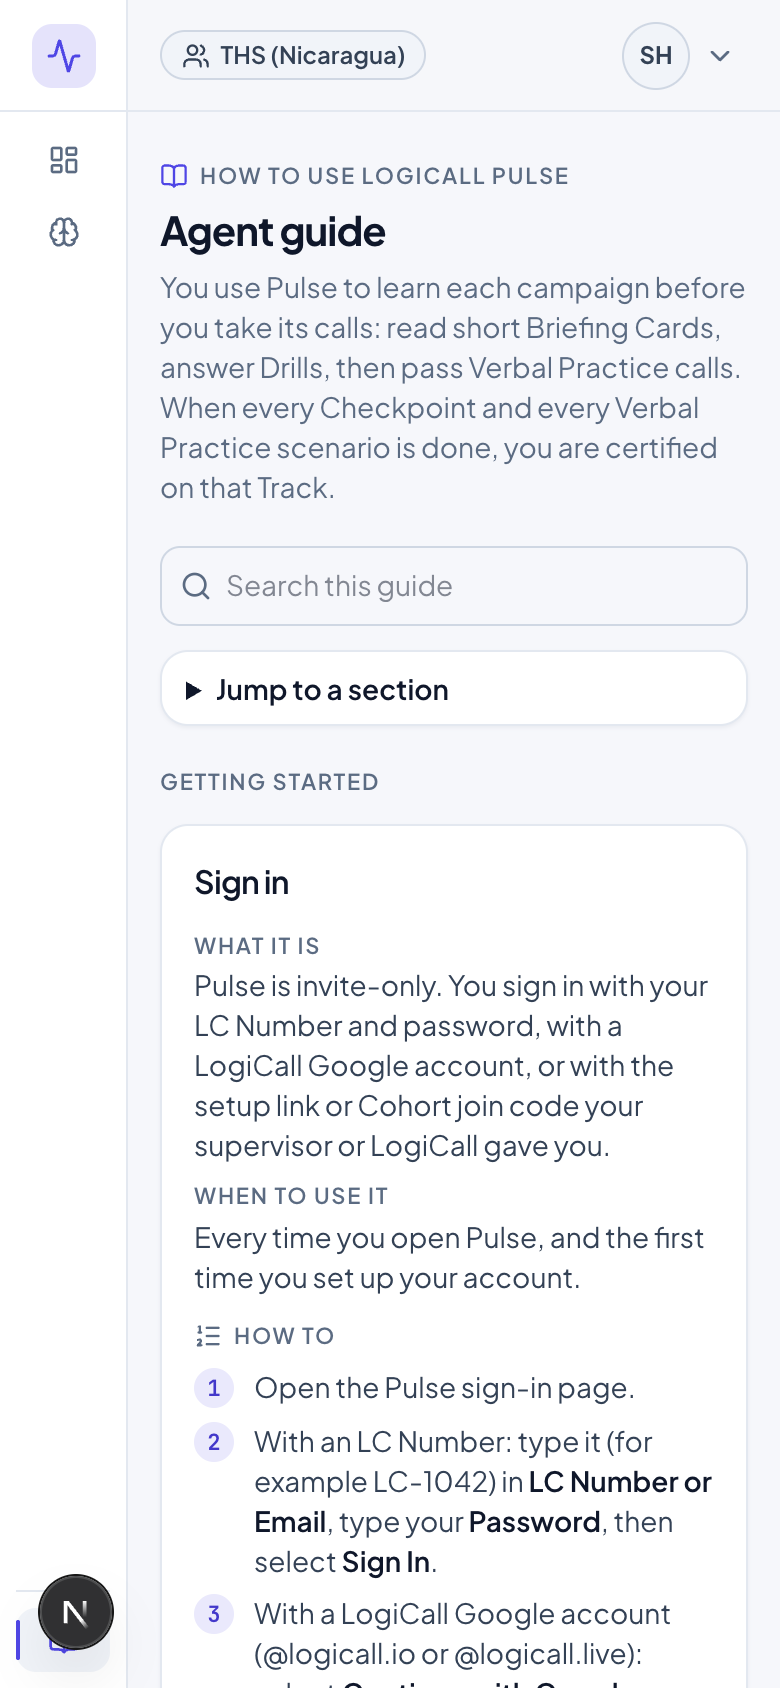 THS (Nicaragua)
SH
HOW TO USE LOGICALL PULSE
Agent guide
You use Pulse to learn each campaign before
you take its calls: read short Briefing Cards,
answer Drills, then pass Verbal Practice calls.
When every Checkpoint and every Verbal
Practice scenario is done, you are certified
on that Track.
Search this guide
Jump to a section
GETTING STARTED
Sign in
WHAT IT IS
Pulse is invite-only. You sign in with your
LC Number and password, with a
LogiCall Google account, or with the
setup link or Cohort join code your
supervisor or LogiCall gave you.
WHEN TO USE IT
Every time you open Pulse, and the first
time you set up your account.
HOW TO
1 Open the Pulse sign-in page.
2 With an LC Number: type it (for
example LC-1042) in LC Number or
Email, type your Password, then
select Sign In.
3 With a LogiCall Google account
(@logicall.io or @logicall.live):
N